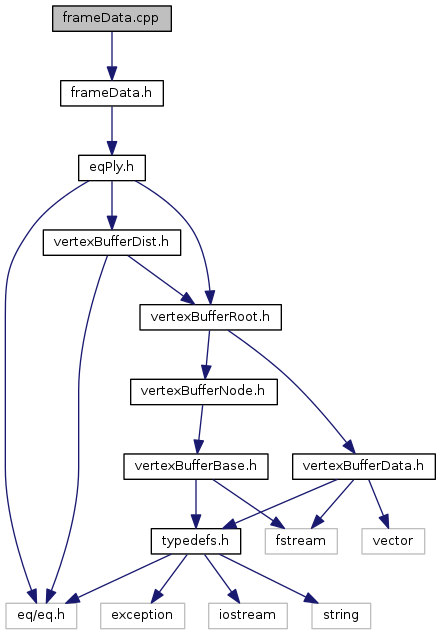 frameData.cpp
frameData.h
eqPly.h
vertexBufferDist.h
vertexBufferRoot.h
vertexBufferNode.h
vertexBufferBase.h
vertexBufferData.h
typedefs.h
fstream
vector
eq/eq.h
exception
iostream
string